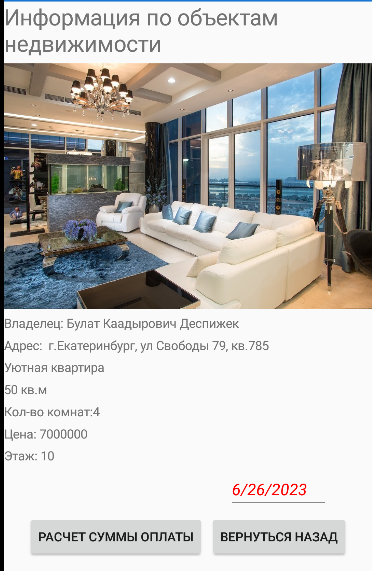 Информация по объектам
недвижимости
Владелец: Булат Каадырович Деспижек
Адрес:  г.Екатеринбург, ул Свободы 79, кв.785
Уютная квартира
50 кв.м
Кол-во комнат:4
Цена: 7000000
Этаж: 10
6/26/2023
РАСЧЕТ СУММЫ ОПЛАТЫ ВЕРНУТЬСЯ НАЗАД